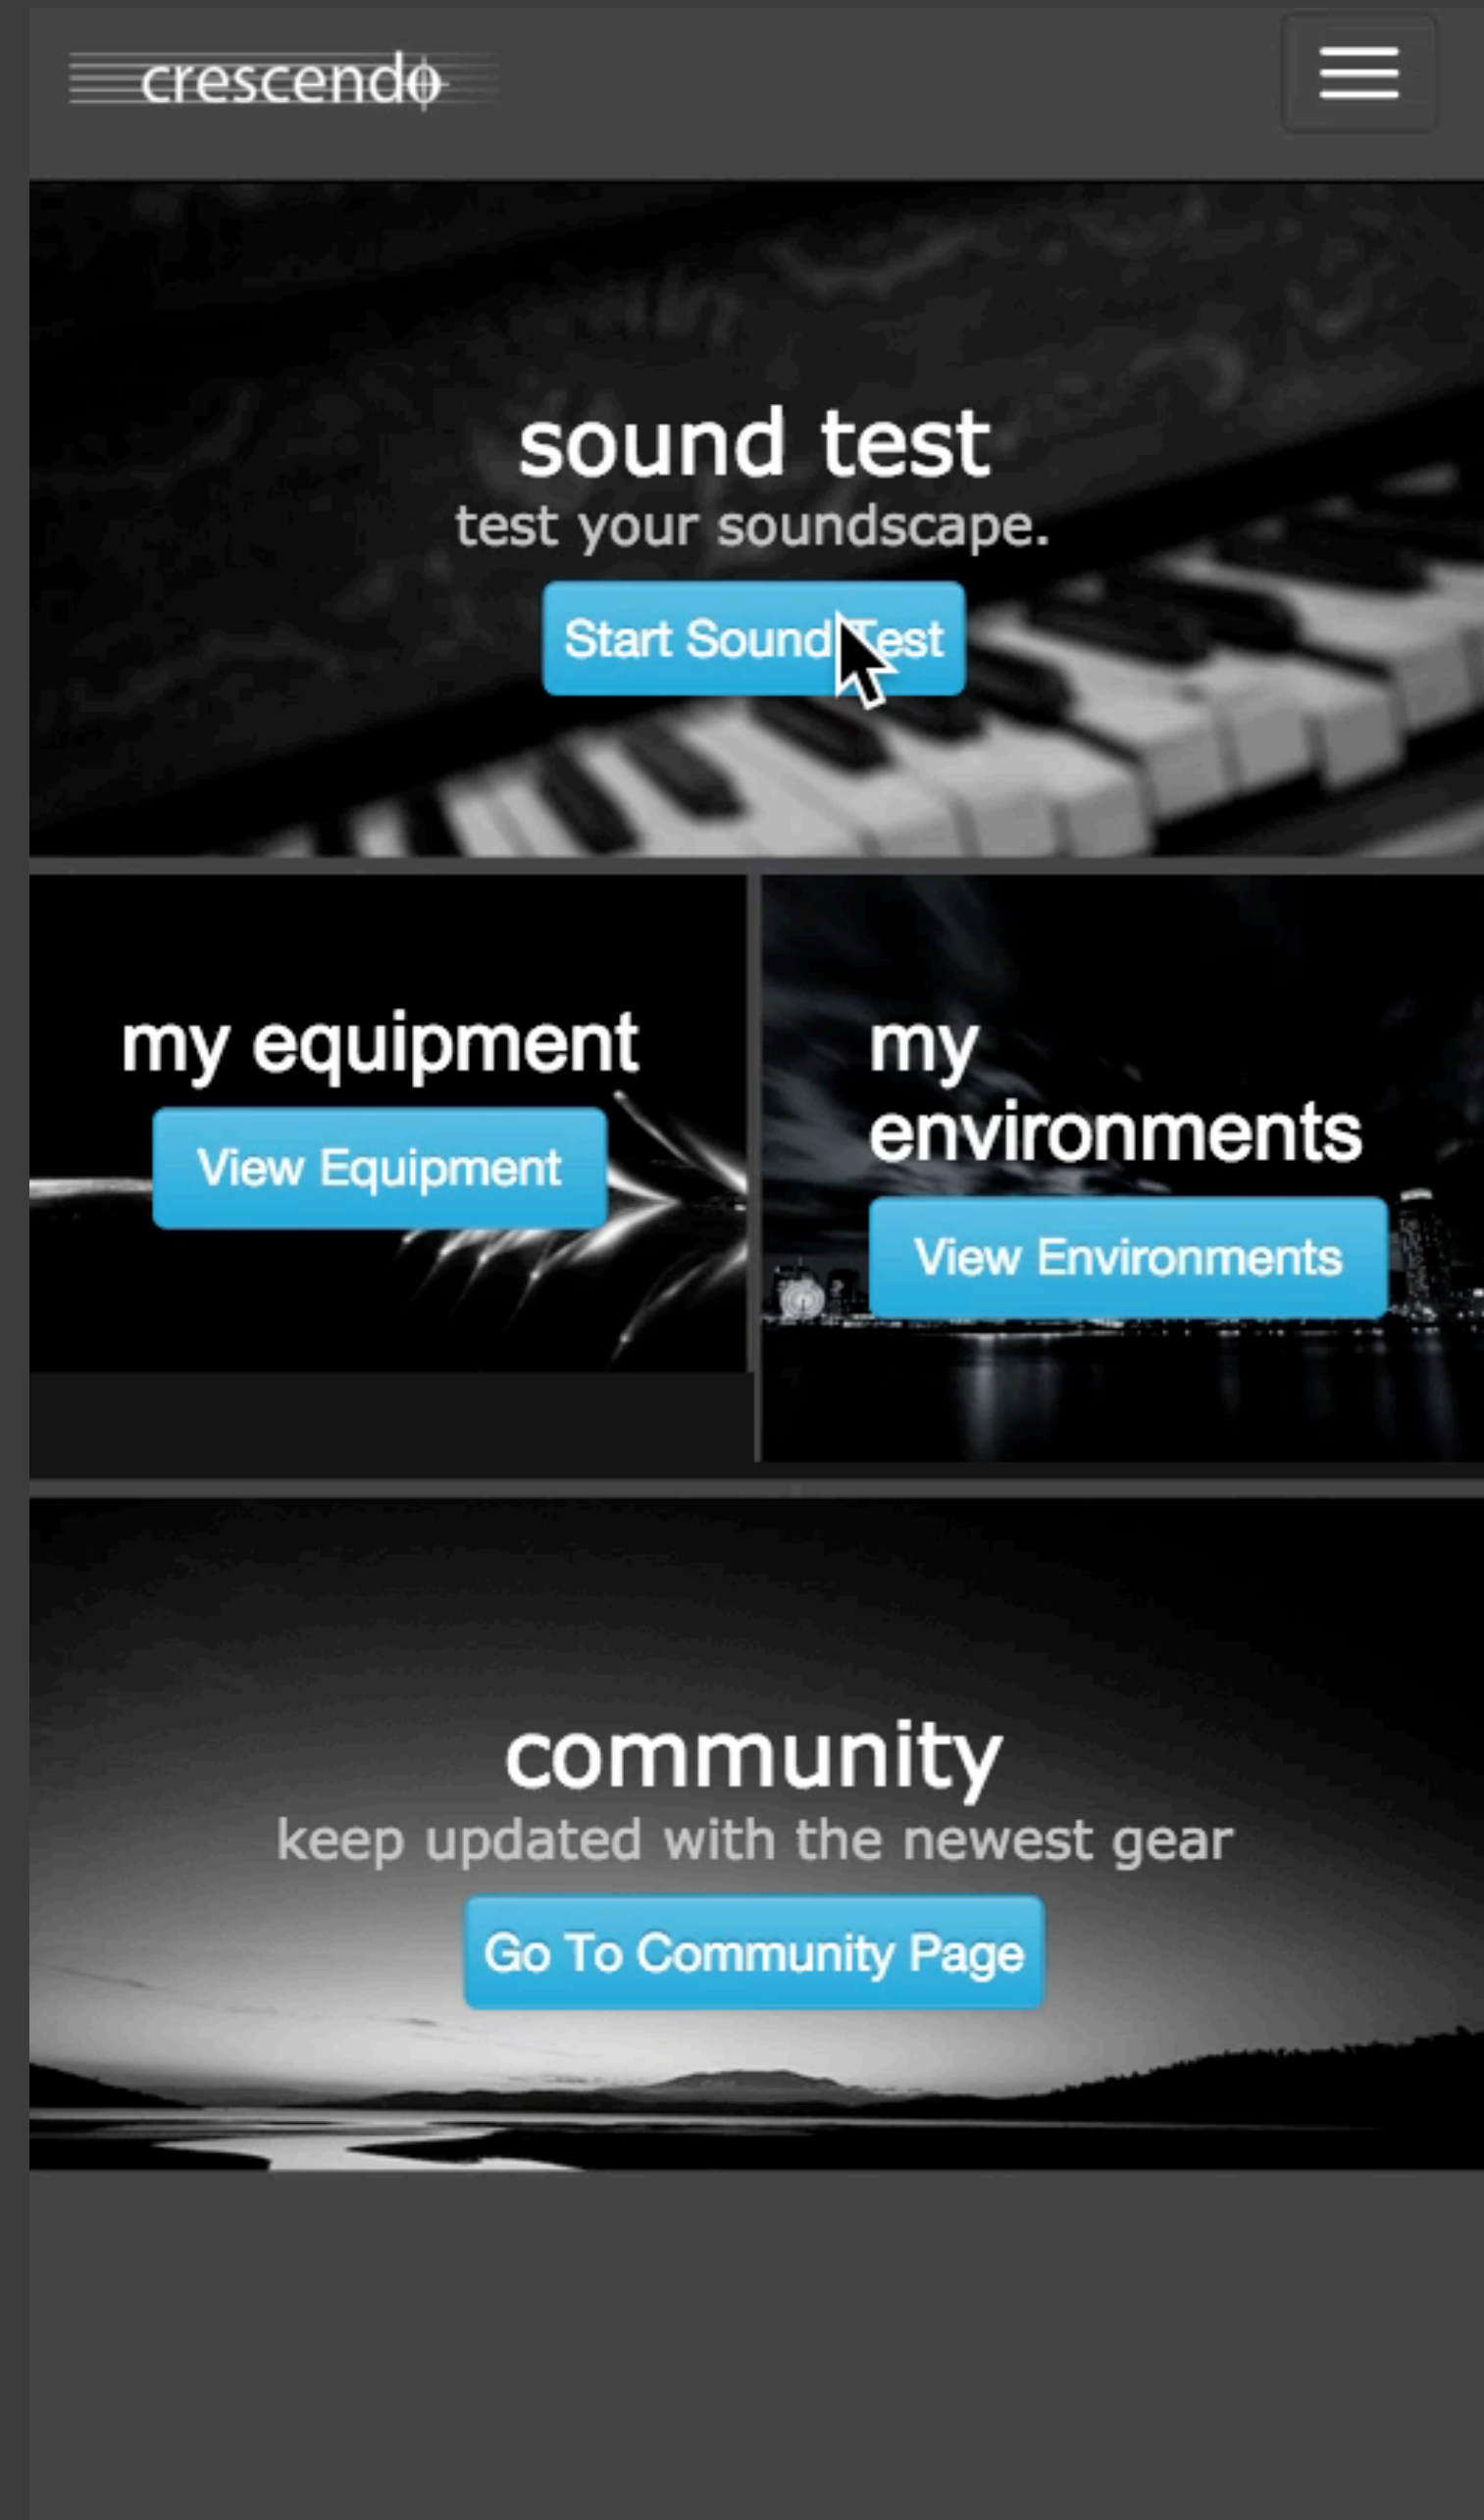 crescendo
sound test
test your soundscape.
Start Sound Test
my equipment
View Equipment
my
environments
View Environments
community
keep updated with the newest gear
Go To Community Page